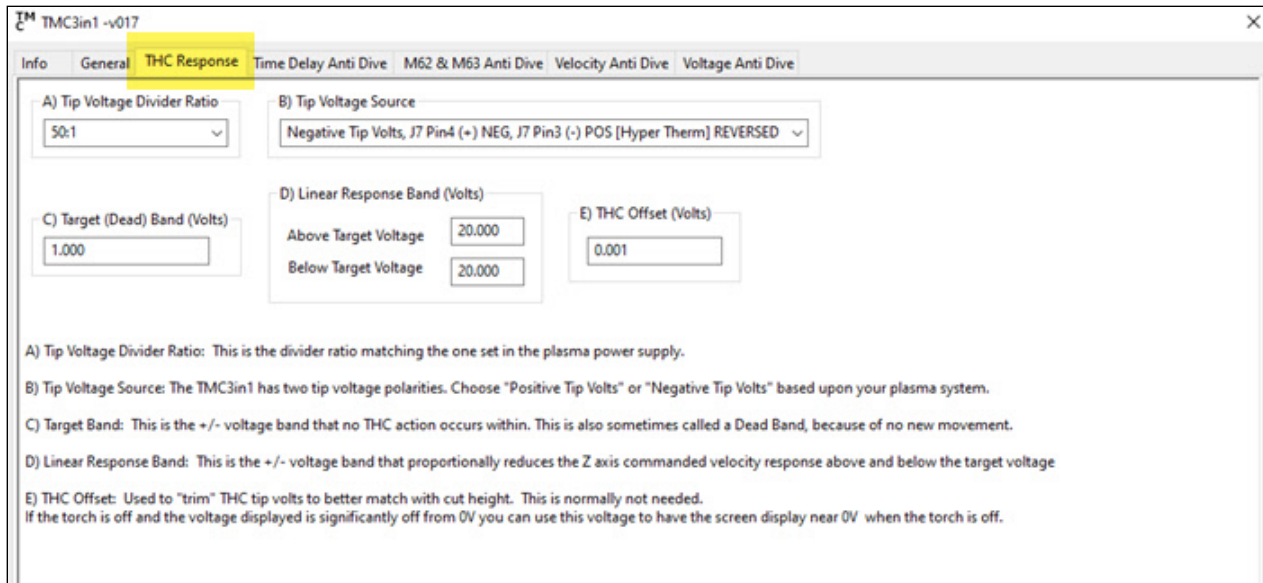 TMC TMC3in1 -v017
Info General THC Response Time Delay Anti Dive M62 & M63 Anti Dive Velocity Anti Dive Voltage Anti Dive
A) Tip Voltage Divider Ratio
50:1
B) Tip Voltage Source
Negative Tip Volts, J7 Pin4 (+) NEG, J7 Pin3 (-) POS [Hyper Therm] REVERSED
C) Target (Dead) Band (Volts)
1.000
D) Linear Response Band (Volts)
Above Target Voltage 20.000
Below Target Voltage 20.000
E) THC Offset (Volts)
0.001
A) Tip Voltage Divider Ratio: This is the divider ratio matching the one set in the plasma power supply.
B) Tip Voltage Source: The TMC3in1 has two tip voltage polarities. Choose "Positive Tip Volts" or "Negative Tip Volts" based upon your plasma system.
C) Target Band: This is the +/- voltage band that no THC action occurs within. This is also sometimes called a Dead Band, because of no new movement.
D) Linear Response Band: This is the +/- voltage band that proportionally reduces the Z axis commanded velocity response above and below the target voltage
E) THC Offset: Used to "trim" THC tip volts to better match with cut height. This is normally not needed.
If the torch is off and the voltage displayed is significantly off from 0V you can use this voltage to have the screen display near 0V when the torch is off.